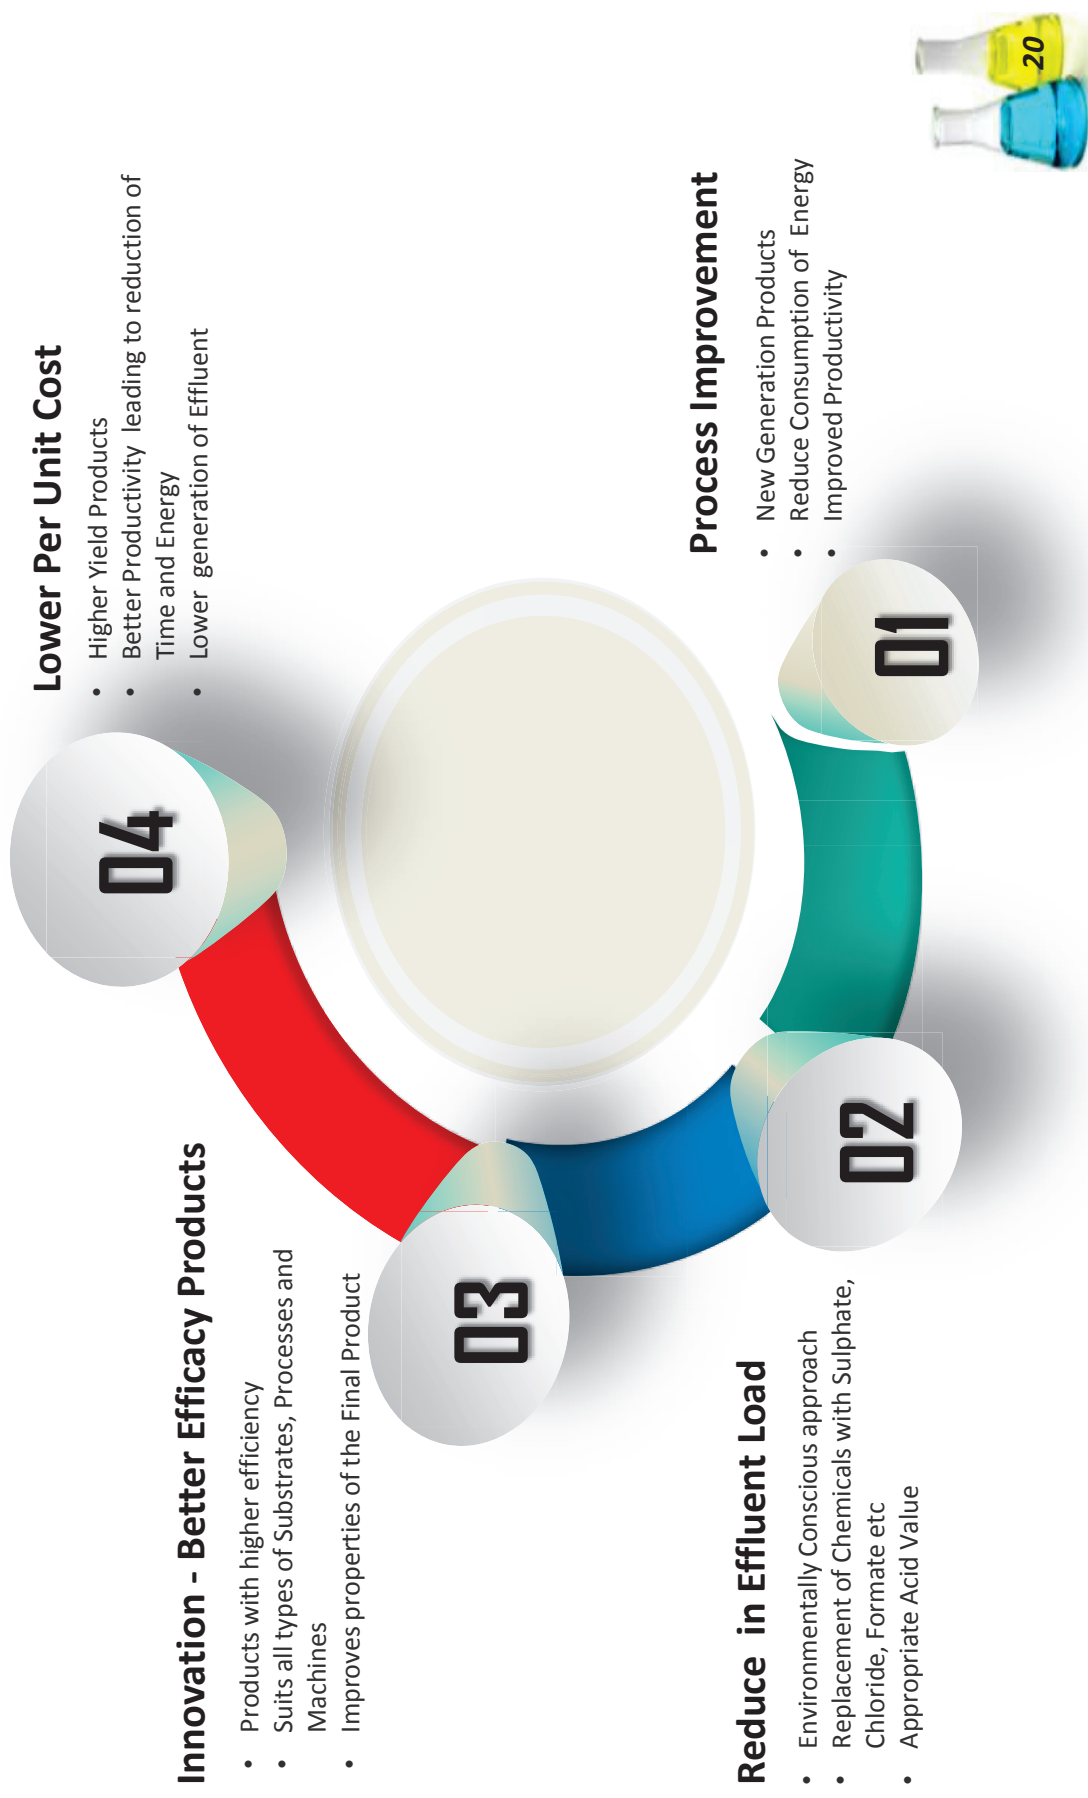 Innovation - Better Efficacy Products
• Products with higher efficiency
• Suits all types of Substrates, Processes and
Machines
• Improves properties of the Final Product
03
Lower Per Unit Cost
• Higher Yield Products
• Better Productivity leading to reduction of
Time and Energy
• Lower generation of Effluent
04
Reduce in Effluent Load
• Environmentally Conscious approach
• Replacement of Chemicals with Sulphate,
Chloride, Formate etc
• Appropriate Acid Value
02
Process Improvement
• New Generation Products
• Reduce Consumption of Energy
• Improved Productivity
01
20